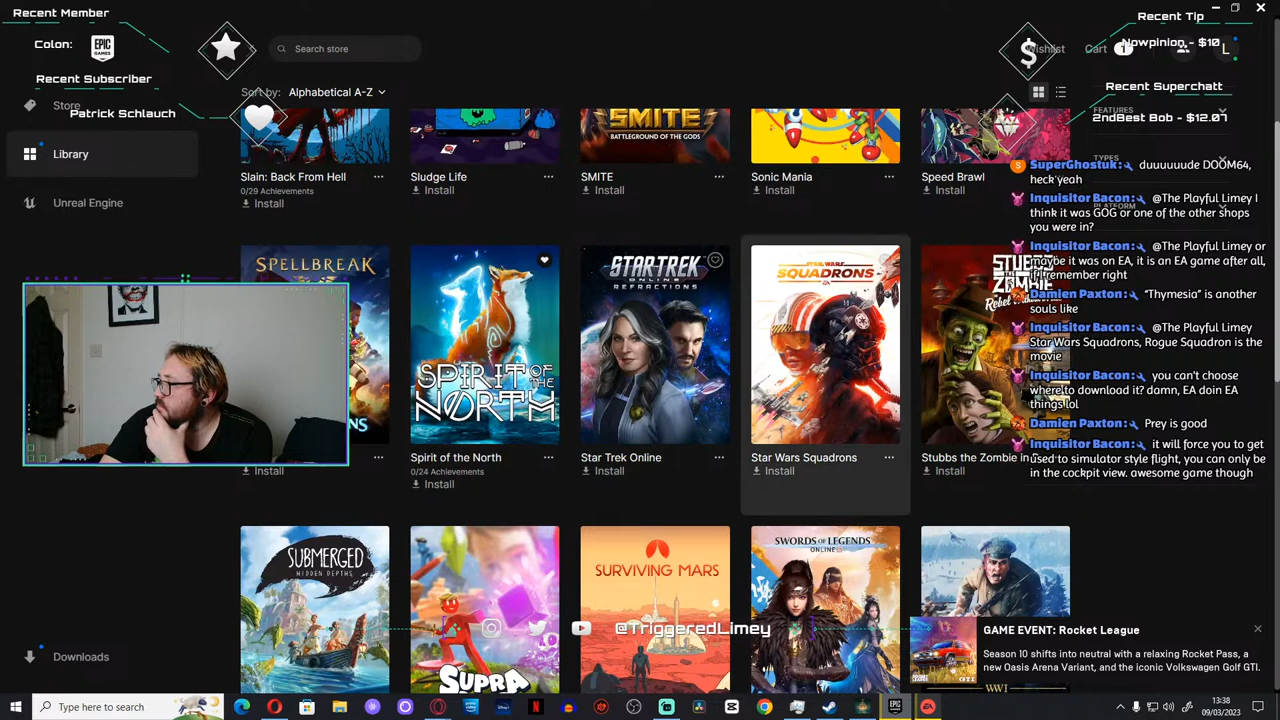 Recent Member
Colon:
EPIC GAMES
Recent Subscriber
Patrick Schlauch
Search store
Wishlist
Cart
1
L
Recent Tip
Nowpinion - $10
Recent Superchatt
2ndBest Bob - $12.01
FEATURES
TYPES
PLATFORM
Store
Library
Unreal Engine
Downloads
Sort by: Alphabetical A-Z
SMITE
BATTLEGROUND OF THE GODS
Slain: Back From Hell
0/29 Achievements
Install
Sludge Life
Install
SMITE
Install
Sonic Mania
Install
Speed Brawl
Install
SuperGhostuk: duuuuuude DOOM64,
heck yeah
Inquisitor Bacon: @The Playful Limey I
think it was GOG or one of the other shops
you were in?
Inquisitor Bacon: @The Playful Limey or
maybe it was on EA, it is an EA game after all,
if I remember right
Damien Paxton: "Thymesia" is another
souls like
Inquisitor Bacon: @The Playful Limey
Star Wars Squadrons, Rogue Squadron is the
movie
Inquisitor Bacon: you can't choose
where to download it? damn, EA doin EA
things lol
Damien Paxton: Prey is good
Inquisitor Bacon: it will force you to get
used to simulator style flight, you can only be
in the cockpit view. awesome game though
SPELLBREAK
Install
SPIRIT OF THE NORTH
Spirit of the North
0/24 Achievements
Install
STAR TREK
ONLINE
REFRACTIONS
Star Trek Online
Install
STAR WARS
SQUADRONS
EA
Star Wars Squadrons
Install
STUBBS
ZOMBIE
Stubbs the Zombie in
Install
SUBMERGED
HIDDEN DEPTHS
SUPRA
SURVIVING MARS
SWORDS OF LEGENDS
ONLINE
WWI
@TriggeredLimey
GAME EVENT: Rocket League
Season 10 shifts into neutral with a relaxing Rocket Pass, a
new Oasis Arena Variant, and the iconic Volkswagen Golf GTI.
Type here to search
13:38
09/03/2023